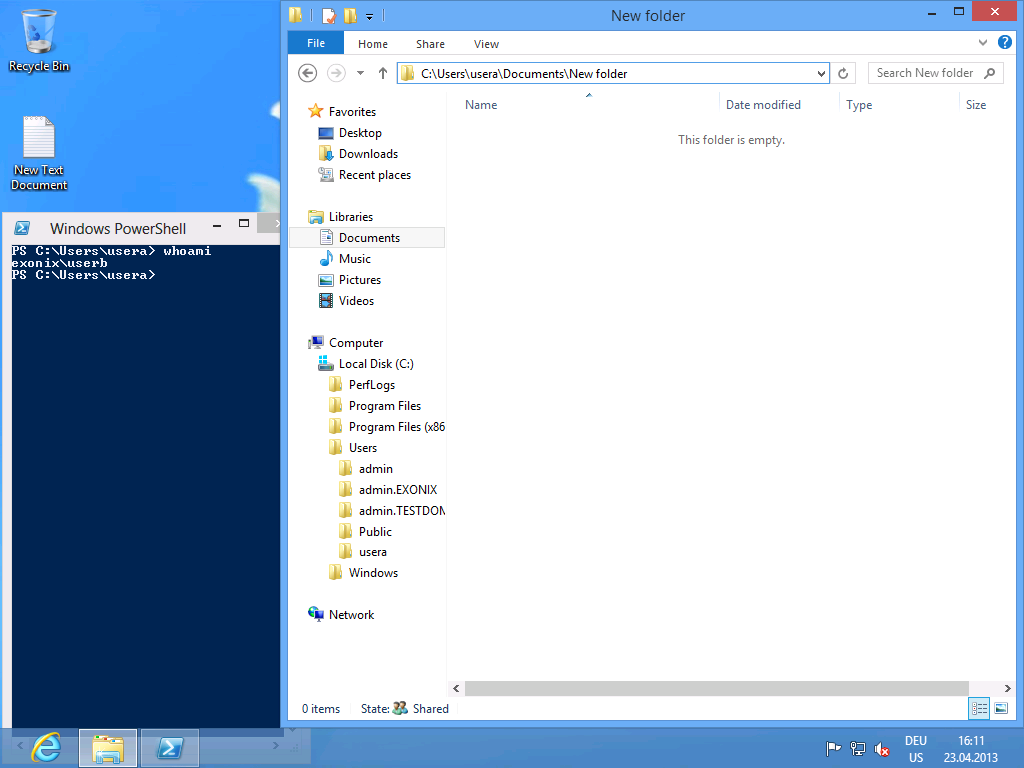 Recycle Bin
New Text
Document
Windows PowerShell
PS C:\Users\usera> whoami
exonix\userb
PS C:\Users\usera>
New folder
File Home Share View
C:\Users\usera\Documents\New folder
Search New folder
Name Date modified Type Size
This folder is empty.
Favorites
Desktop
Downloads
Recent places
Libraries
Documents
Music
Pictures
Videos
Computer
Local Disk (C:)
PerfLogs
Program Files
Program Files (x86
Users
admin
admin.EXONIX
admin.TESTDOM
Public
usera
Windows
Network
0 items State: Shared
DEU
US
16:11
23.04.2013